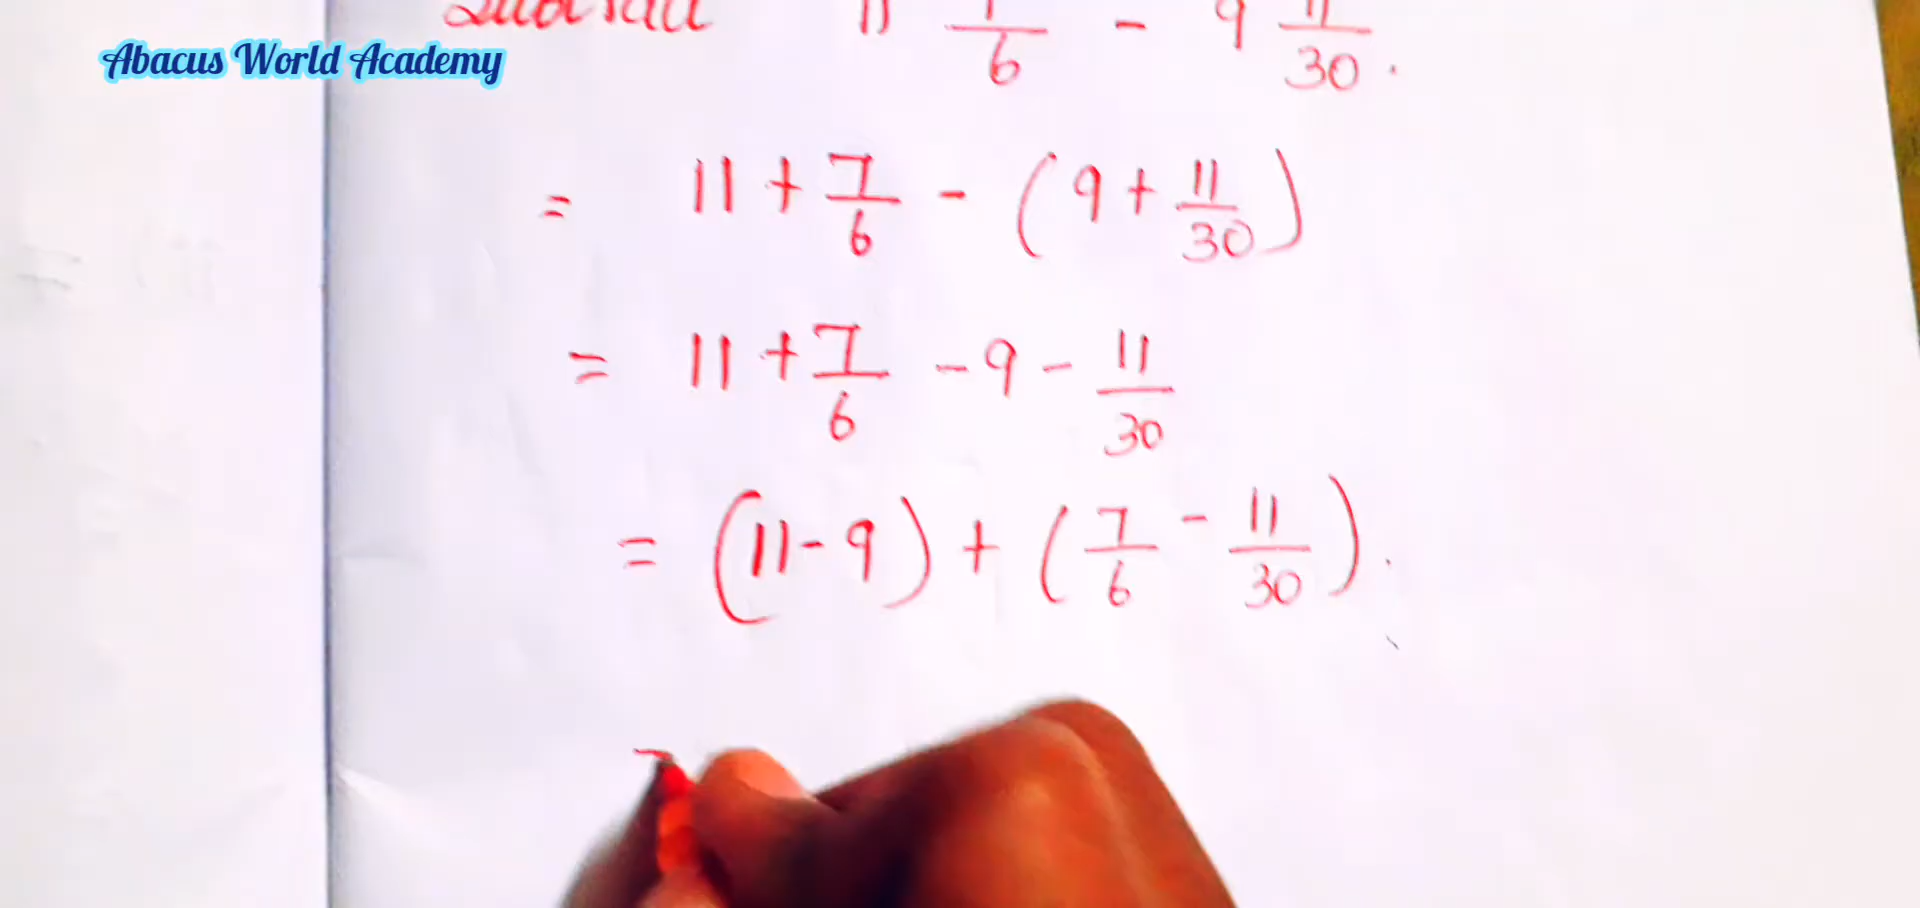 Abacus World Academy
Subtract 11 7/6 - 9 11/30.
= 11 + 7/6 - (9 + 11/30)
= 11 + 7/6 - 9 - 11/30
= (11 - 9) + (7/6 - 11/30).